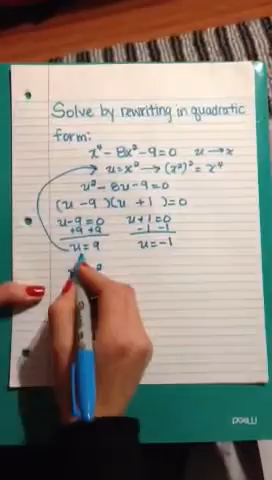 Solve by rewriting in quadratic
form:
x⁴ - 8x² - 9 = 0 u → x
u = x² → (x²)² = x⁴
u² - 8u - 9 = 0
(u - 9)(u + 1) = 0
u - 9 = 0 u + 1 = 0
+9 +9 -1 -1
u = 9 u = -1
Mead